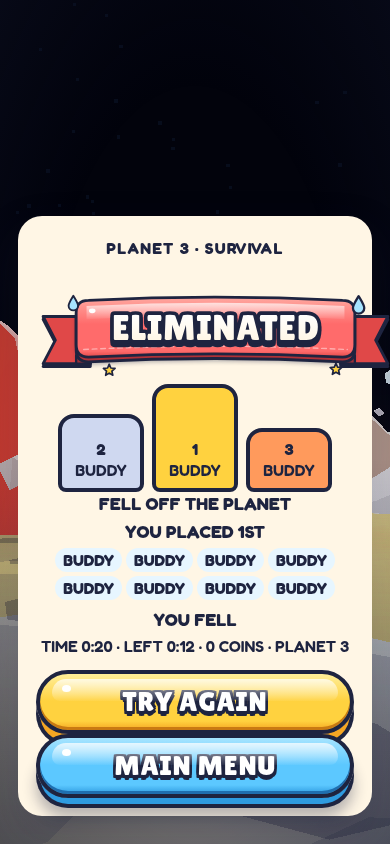 PLANET 3 · SURVIVAL
ELIMINATED
2
BUDDY
1
BUDDY
3
BUDDY
FELL OFF THE PLANET
YOU PLACED 1ST
BUDDY BUDDY BUDDY BUDDY
BUDDY BUDDY BUDDY BUDDY
YOU FELL
TIME 0:20 · LEFT 0:12 · 0 COINS · PLANET 3
TRY AGAIN
MAIN MENU